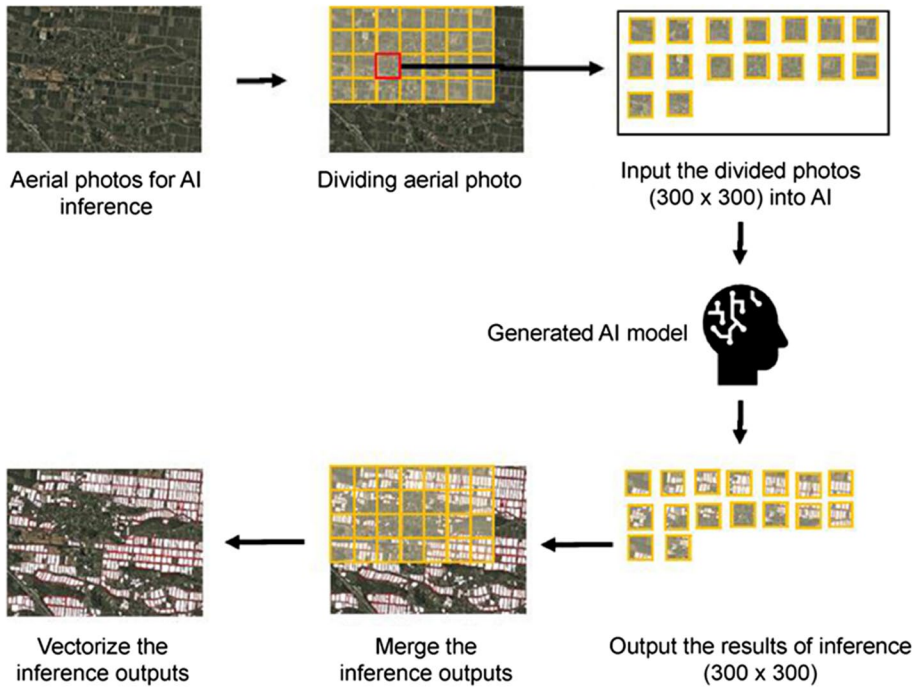 Aerial photos for AI
inference
Dividing aerial photo
Input the divided photos
(300 x 300) into AI
Generated AI model
Output the results of inference
(300 x 300)
Merge the
inference outputs
Vectorize the
inference outputs